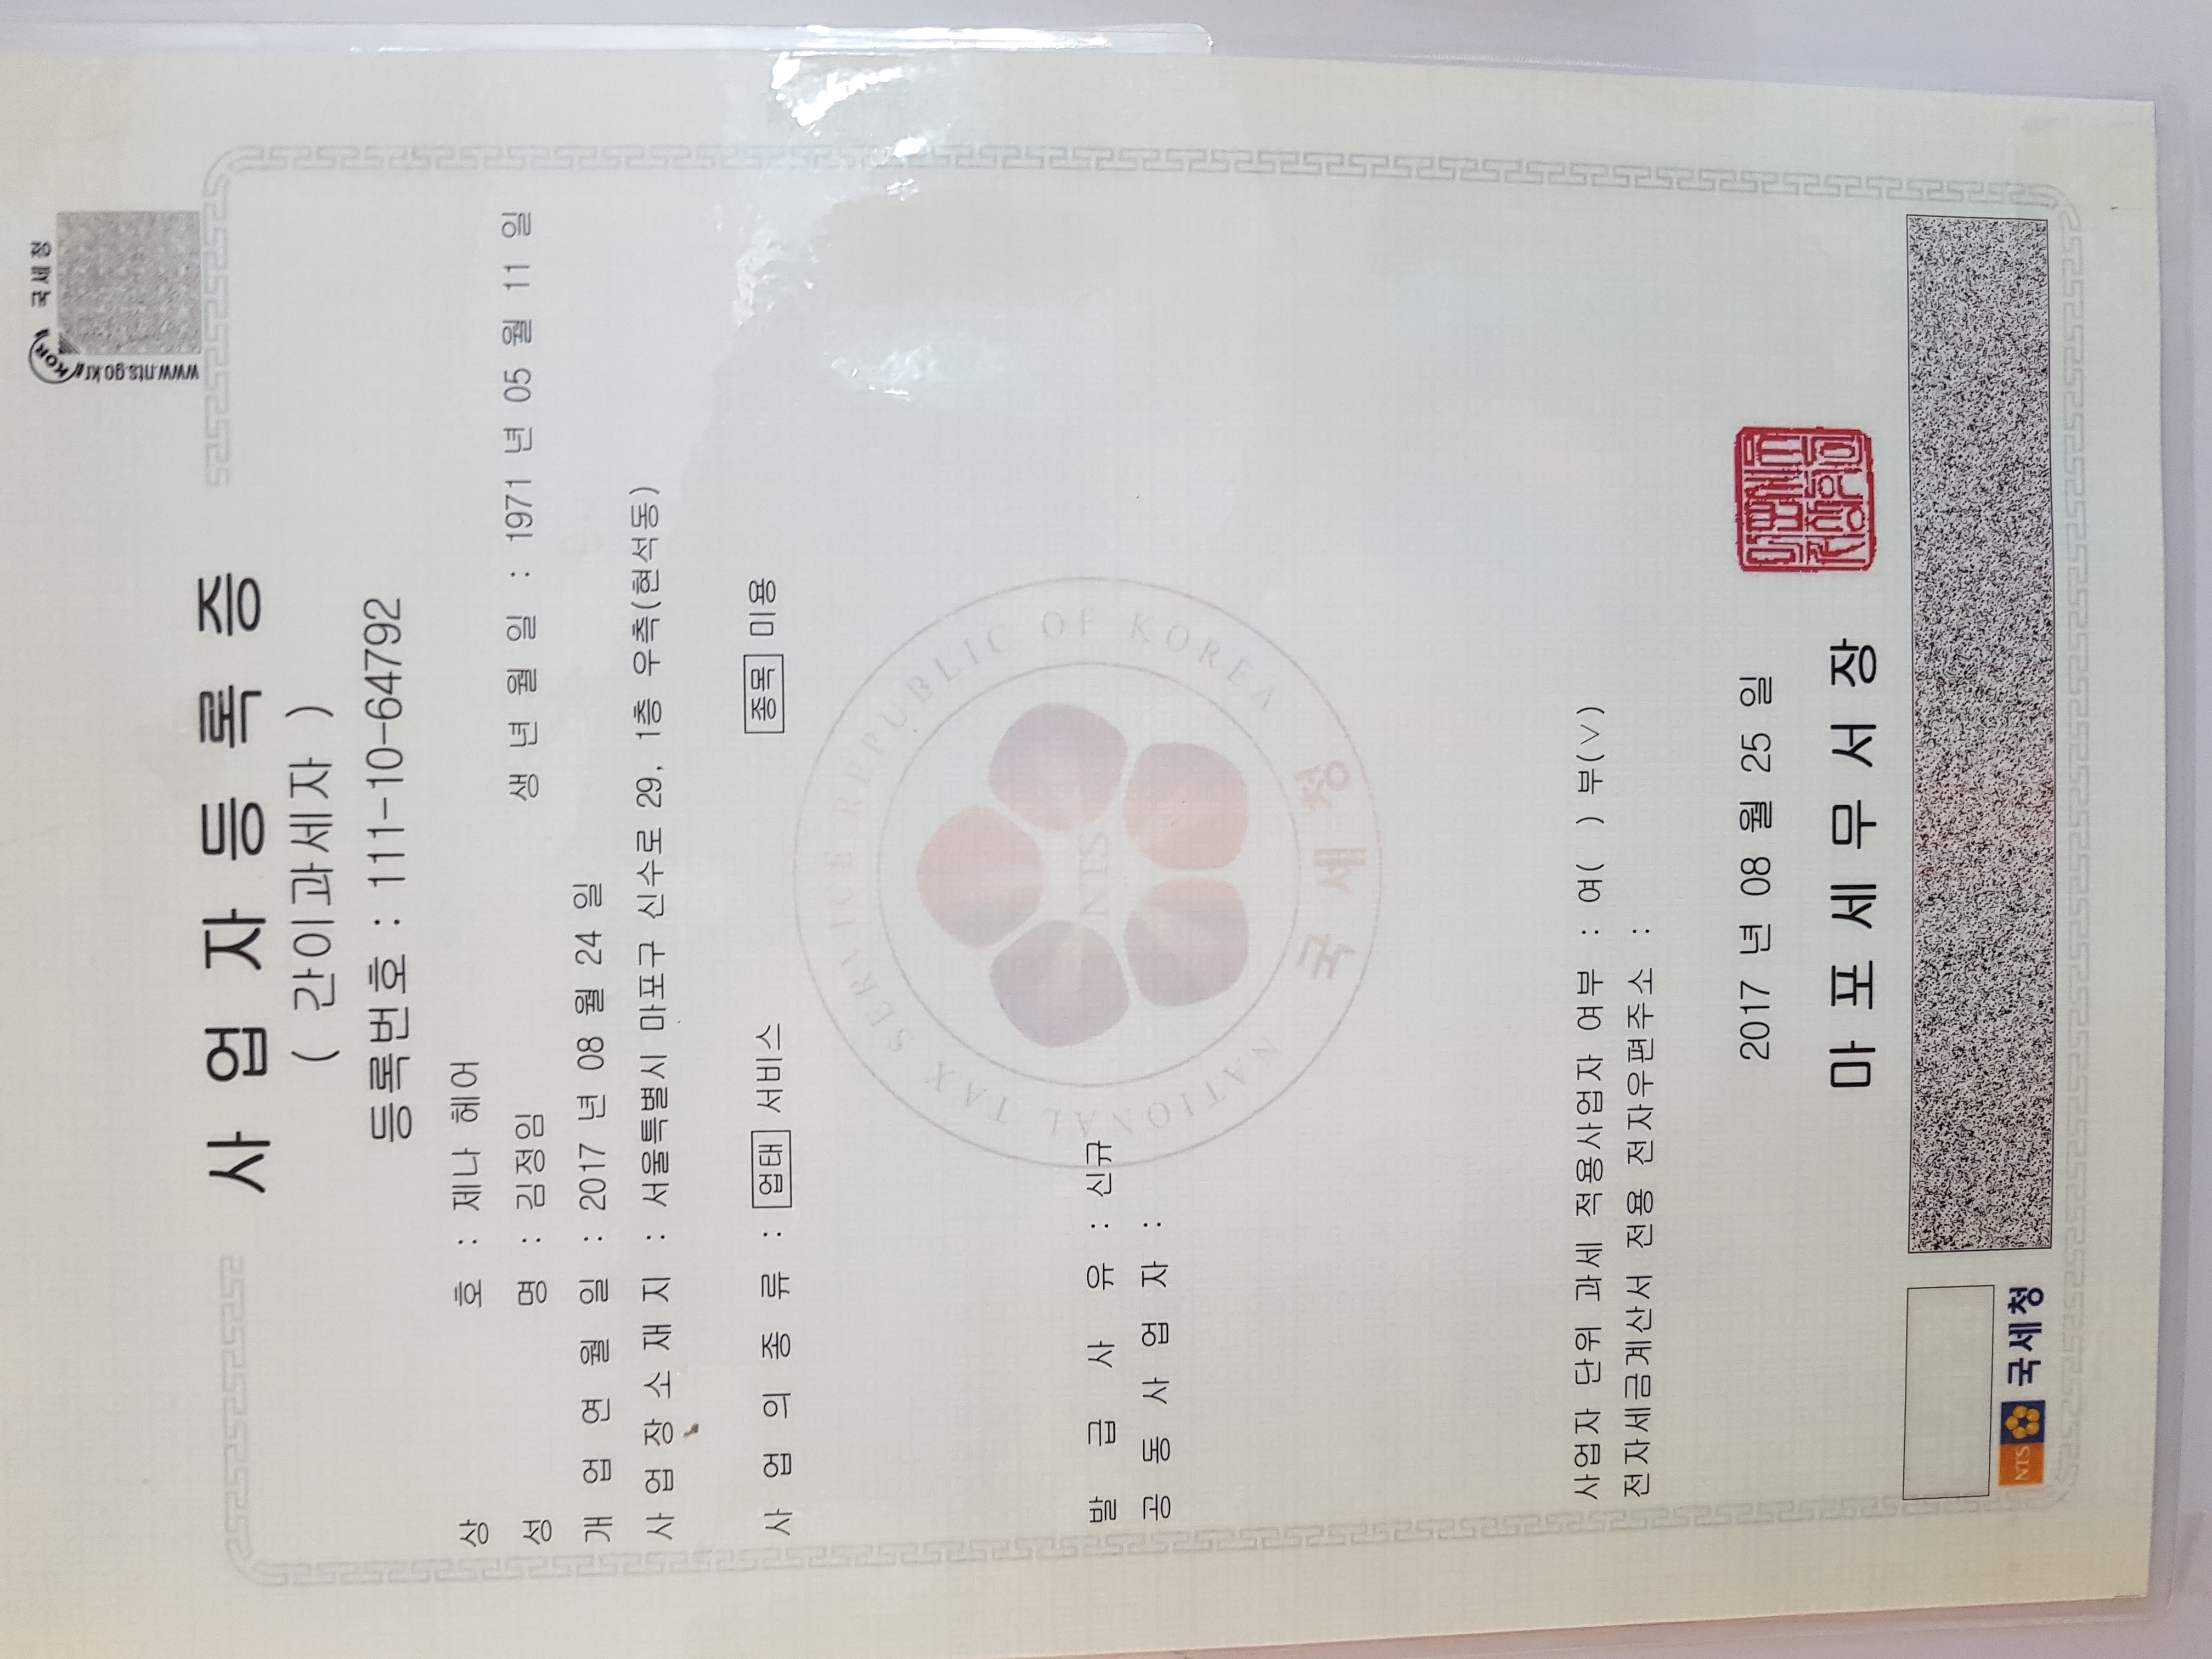 국세청
KOR
www.nts.go.kr
사업자등록증
( 간이과세자 )
등록번호 : 111-10-64792
상 호 : 제나 헤어
성 명 : 김정임 생 년 월 일 : 1971 년 05 월 11 일
개 업 연 월 일 : 2017 년 08 월 24 일
사 업 장 소 재 지 : 서울특별시 마포구 신수로 29, 1층 우측(현석동)
사 업 의 종 류 : 업태 서비스 종목 미용
NATIONAL TAX SERVICE REPUBLIC OF KOREA
NTS
국세청
발 급 사 유 : 신규
공 동 사 업 자 :
사업자 단위 과세 적용사업자 여부 : 여( ) 부(∨)
전자세금계산서 전용 전자우편주소 :
2017 년 08 월 25 일
마 포 세 무 서 장
NTS 국세청